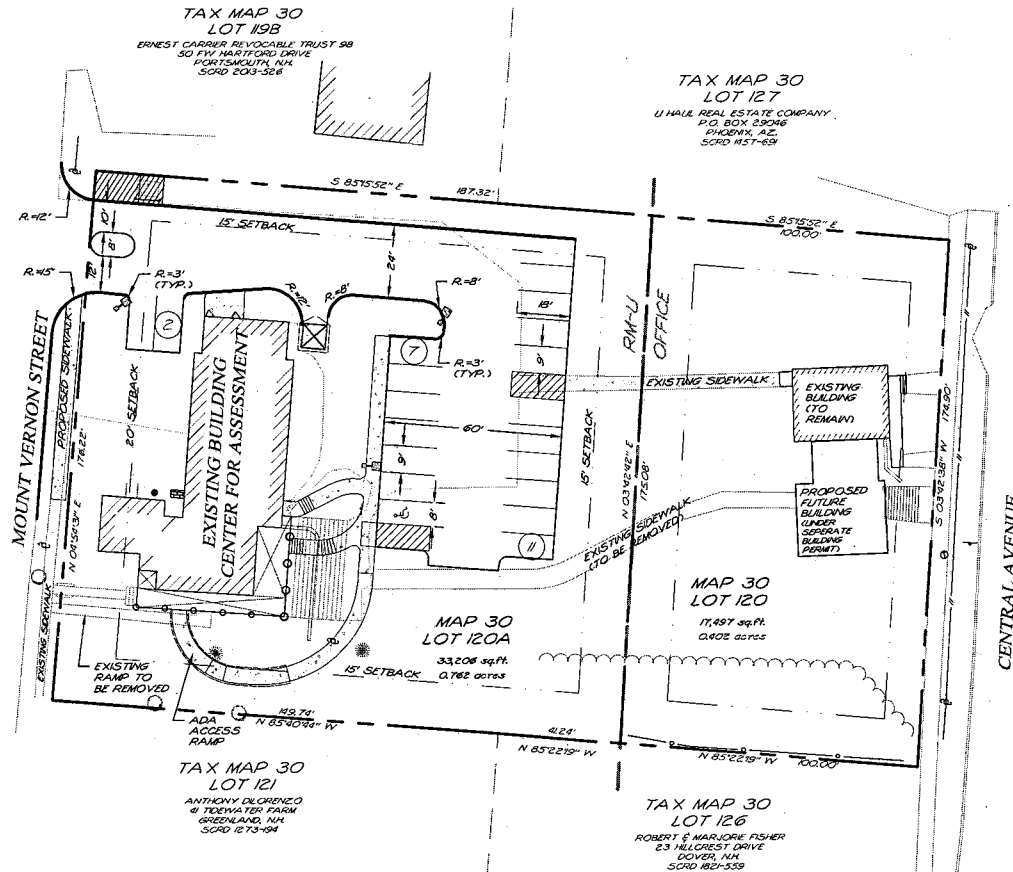 TAX MAP 30
LOT 119B
ERNEST CARRIER REVOCABLE TRUST 98
50 FW HARTFORD DRIVE
PORTSMOUTH, N.H.
SCRD 2013-526
TAX MAP 30
LOT 127
U HAUL REAL ESTATE COMPANY
P.O. BOX 29046
PHOENIX, AZ.
SCRD 1457-691
S 85°15'52" E
187.32'
S 85°15'52" E
100.00'
R.=12'
10'
8'
12'
15' SETBACK
24'
R.=15'
R.=3'
(TYP.)
R.=12'
R.=8'
R.=8'
18'
9'
2
7
R.=3'
(TYP.)
RM-U
OFFICE
MOUNT VERNON STREET
PROPOSED SIDEWALK
176.22'
N 04°54'31" E
20' SETBACK
EXISTING BUILDING
CENTER FOR ASSESSMENT
EXISTING SIDEWALK
EXISTING
BUILDING
(TO
REMAIN)
60'
9'
8'
11
15' SETBACK
N 03°42'42" E
175.08'
174.90'
S 03°42'38" W
EXISTING SIDEWALK
(TO BE REMOVED)
PROPOSED
FUTURE
BUILDING
(UNDER
SEPERATE
BUILDING
PERMIT)
CENTRAL AVENUE
MAP 30
LOT 120
17,497 sq.ft.
0.402 acres
MAP 30
LOT 120A
33,206 sq.ft.
0.762 acres
15' SETBACK
EXISTING SIDEWALK
EXISTING
RAMP TO
BE REMOVED
ADA
ACCESS
RAMP
149.74'
N 85°40'44" W
41.24'
N 85°22'19" W
N 85°22'19" W
100.00'
TAX MAP 30
LOT 121
ANTHONY DILORENZO
41 TIDEWATER FARM
GREENLAND, N.H.
SCRD 1273-194
TAX MAP 30
LOT 126
ROBERT & MARJORIE FISHER
23 HILLCREST DRIVE
DOVER, N.H.
SCRD 1821-559